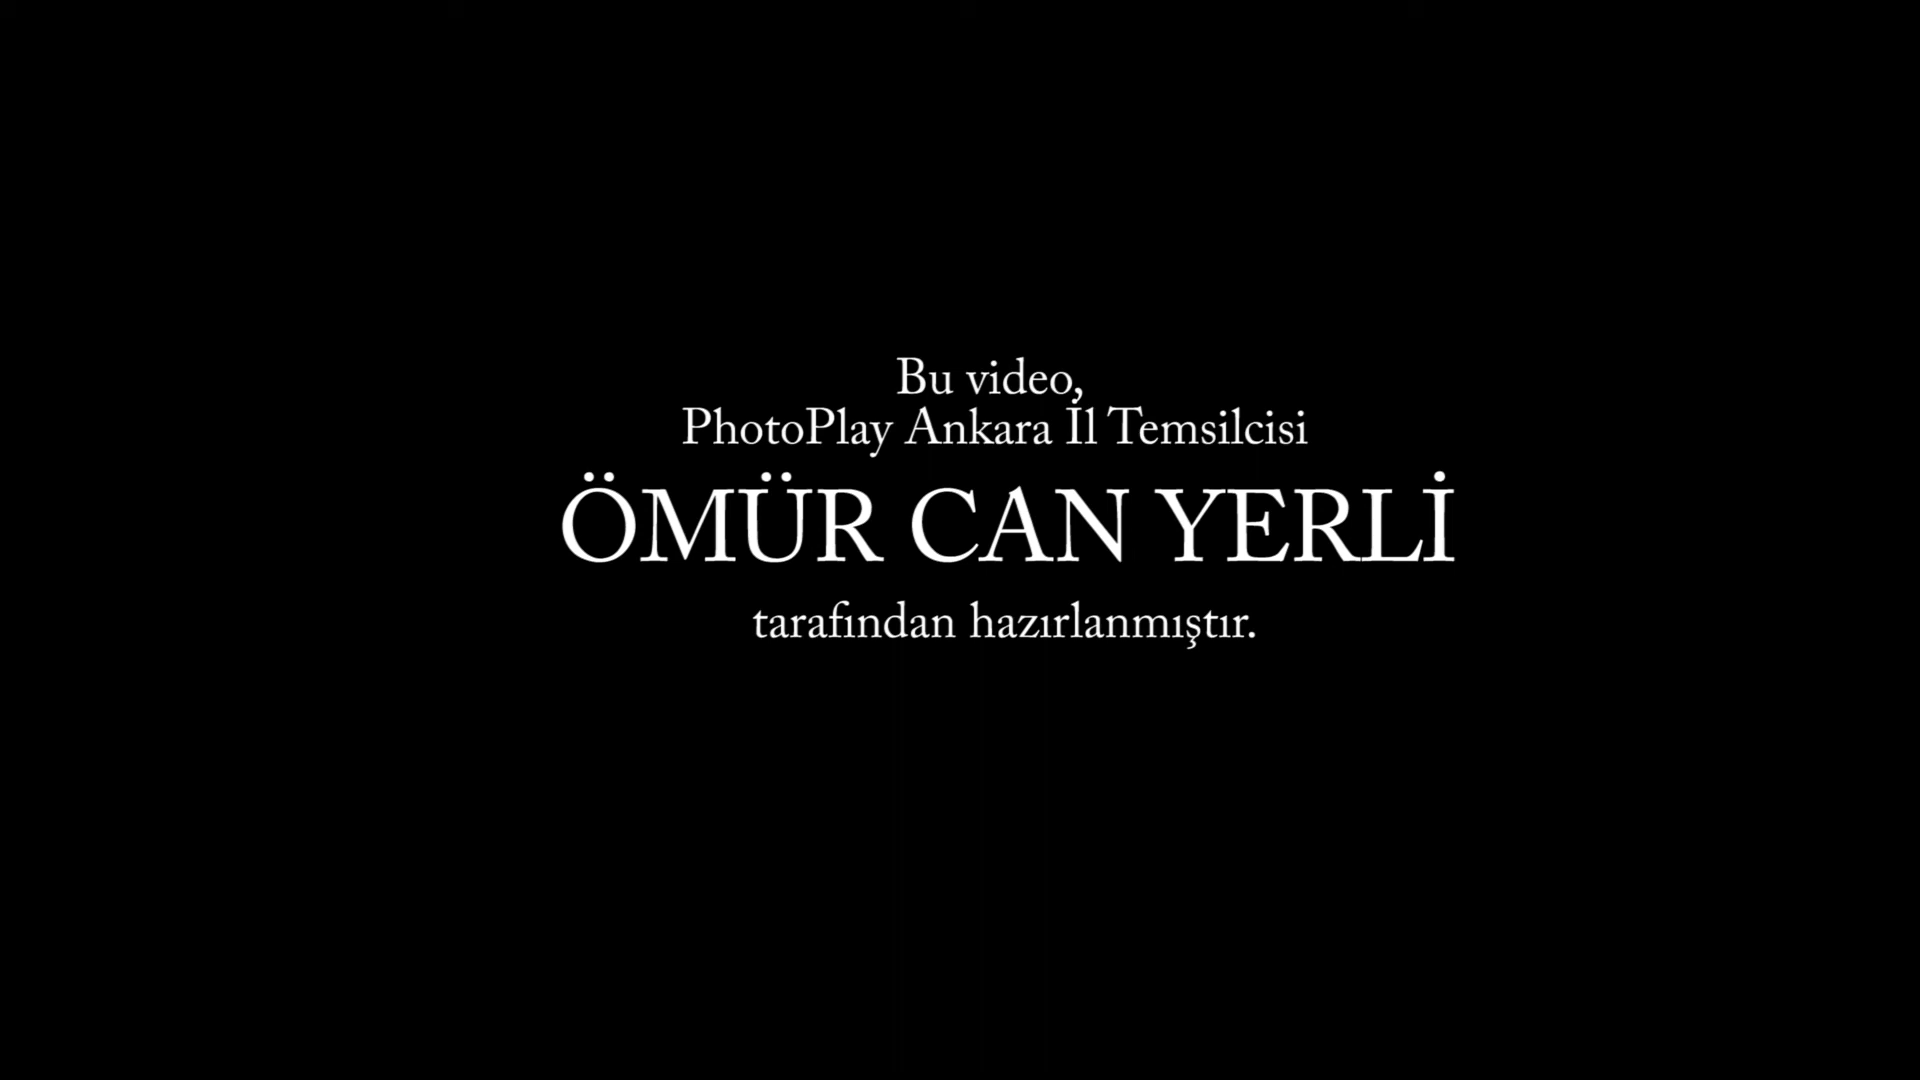 Bu video,
PhotoPlay Ankara İl Temsilcisi
ÖMÜR CAN YERLİ
tarafından hazırlanmıştır.